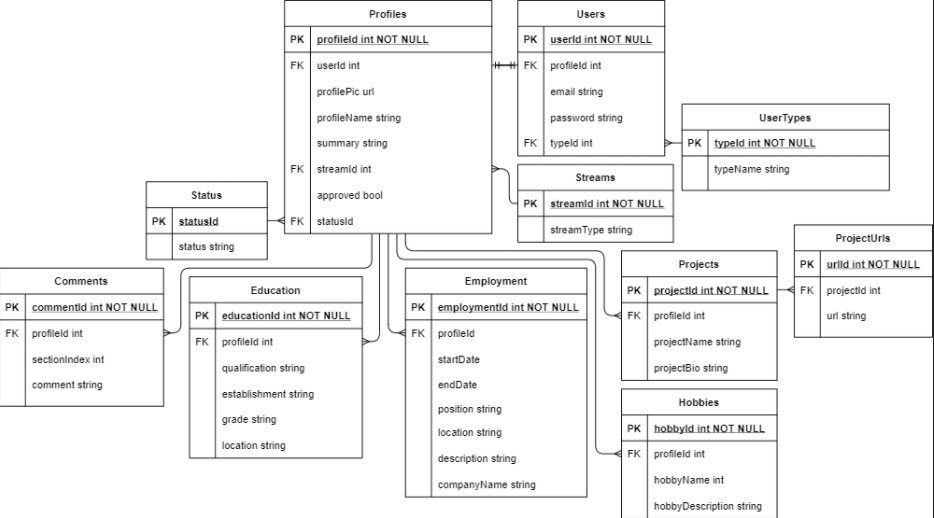 Profiles
PK profileId int NOT NULL
FK userId int
profilePic url
profileName string
summary string
FK streamId int
approved bool
FK statusId
Users
PK userId int NOT NULL
FK profileId int
email string
password string
FK typeId int
UserTypes
PK typeId int NOT NULL
typeName string
Status
PK statusId
status string
Streams
PK streamId int NOT NULL
streamType string
Comments
PK commentId int NOT NULL
FK profileId int
sectionIndex int
comment string
Education
PK educationId int NOT NULL
FK profileId int
qualification string
establishment string
grade string
location string
Employment
PK employmentId int NOT NULL
FK profileId
startDate
endDate
position string
location string
description string
companyName string
Projects
PK projectId int NOT NULL
FK profileId int
projectName string
projectBio string
ProjectUrls
PK urlId int NOT NULL
FK projectId int
url string
Hobbies
PK hobbyId int NOT NULL
FK profileId int
hobbyName int
hobbyDescription string